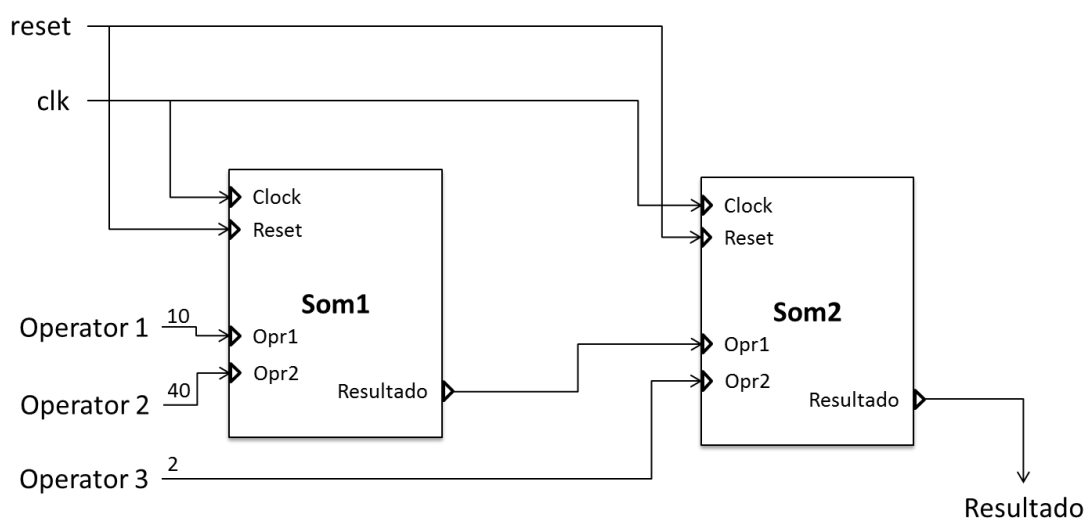 reset
clk
Clock
Reset
Som1
Operator 1
10
Opr1
Opr2
Operator 2
40
Resultado
Operator 3
2
Clock
Reset
Som2
Opr1
Opr2
Resultado
Resultado